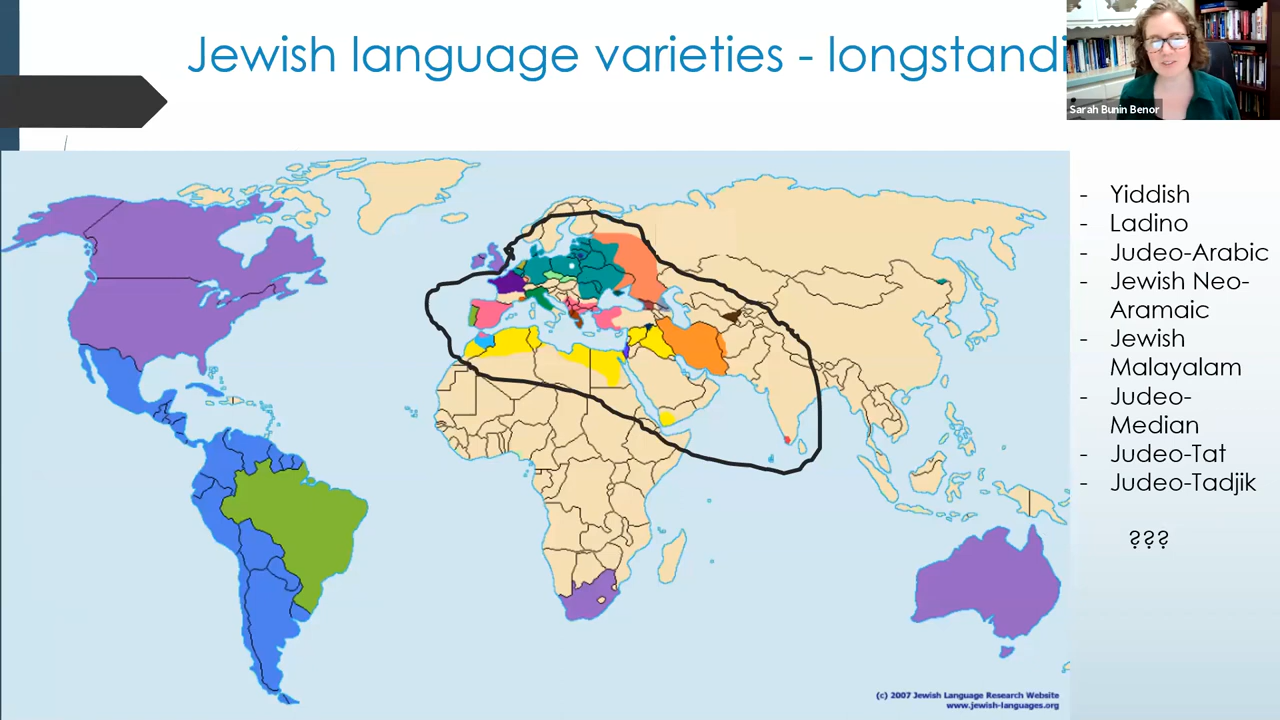 Jewish language varieties - longstandi
Sarah Bunin Benor
- Yiddish
- Ladino
- Judeo-Arabic
- Jewish Neo-
Aramaic
- Jewish
Malayalam
- Judeo-
Median
- Judeo-Tat
- Judeo-Tadjik
???
(c) 2007 Jewish Language Research Website
www.jewish-languages.org